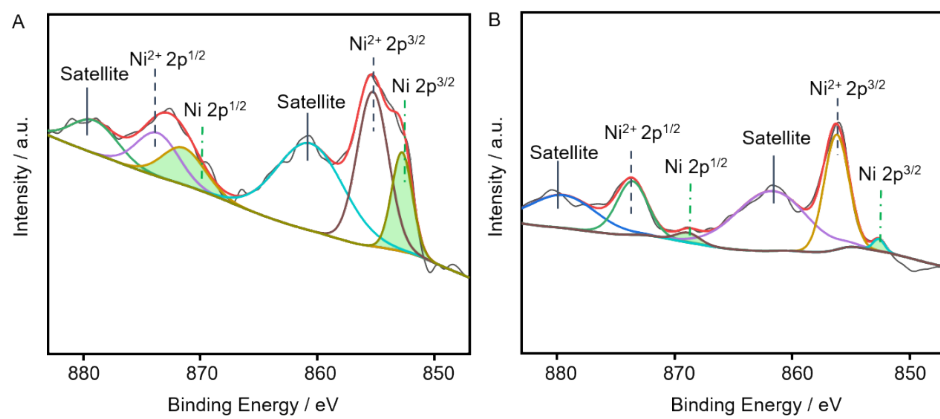 A
Satellite
Ni²⁺ 2p¹/²
Ni 2p¹/²
Satellite
Ni²⁺ 2p³/²
Ni 2p³/²
Intensity / a.u.
880
870
860
850
Binding Energy / eV
B
Satellite
Ni²⁺ 2p¹/²
Ni 2p¹/²
Satellite
Ni²⁺ 2p³/²
Ni 2p³/²
Intensity / a.u.
880
870
860
850
Binding Energy / eV